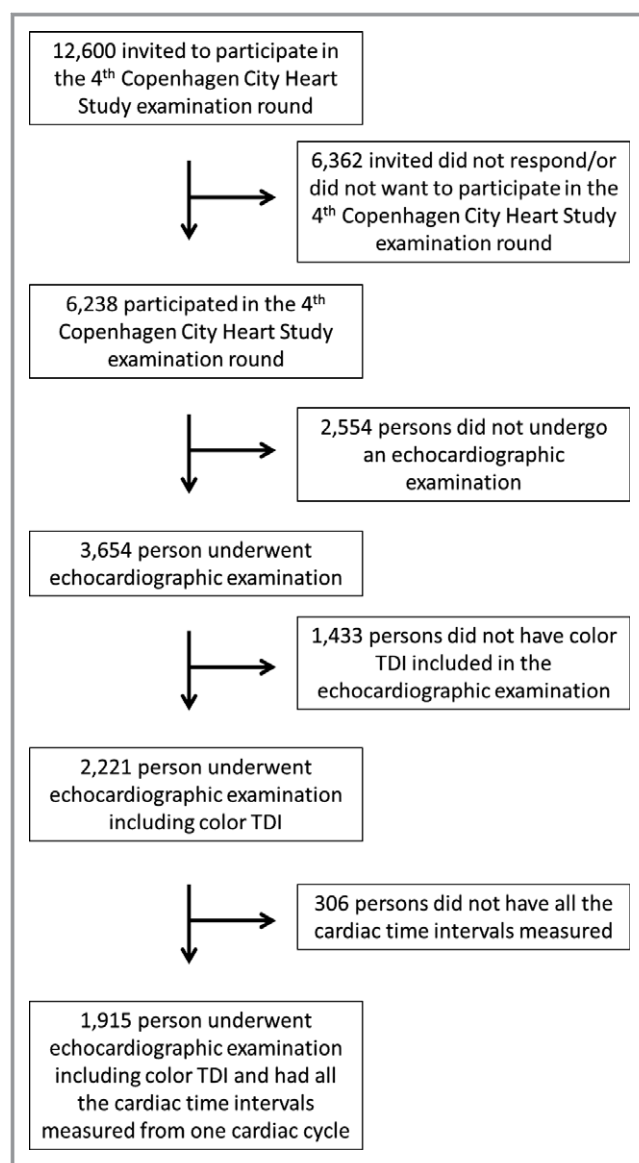 12,600 invited to participate in
the 4th Copenhagen City Heart
Study examination round
6,362 invited did not respond/or
did not want to participate in the
4th Copenhagen City Heart Study
examination round
6,238 participated in the 4th
Copenhagen City Heart Study
examination round
2,554 persons did not undergo
an echocardiographic
examination
3,654 person underwent
echocardiographic examination
1,433 persons did not have color
TDI included in the
echocardiographic examination
2,221 person underwent
echocardiographic examination
including color TDI
306 persons did not have all the
cardiac time intervals measured
1,915 person underwent
echocardiographic examination
including color TDI and had all
the cardiac time intervals
measured from one cardiac cycle